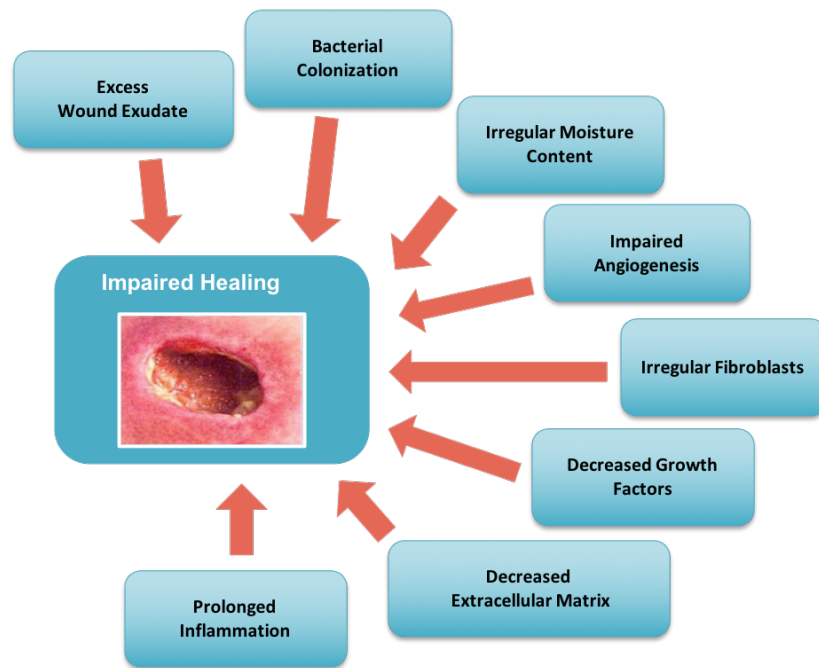 Bacterial
Colonization
Excess
Wound Exudate
Irregular Moisture
Content
Impaired
Angiogenesis
Impaired Healing
Irregular Fibroblasts
Decreased Growth
Factors
Decreased
Extracellular Matrix
Prolonged
Inflammation